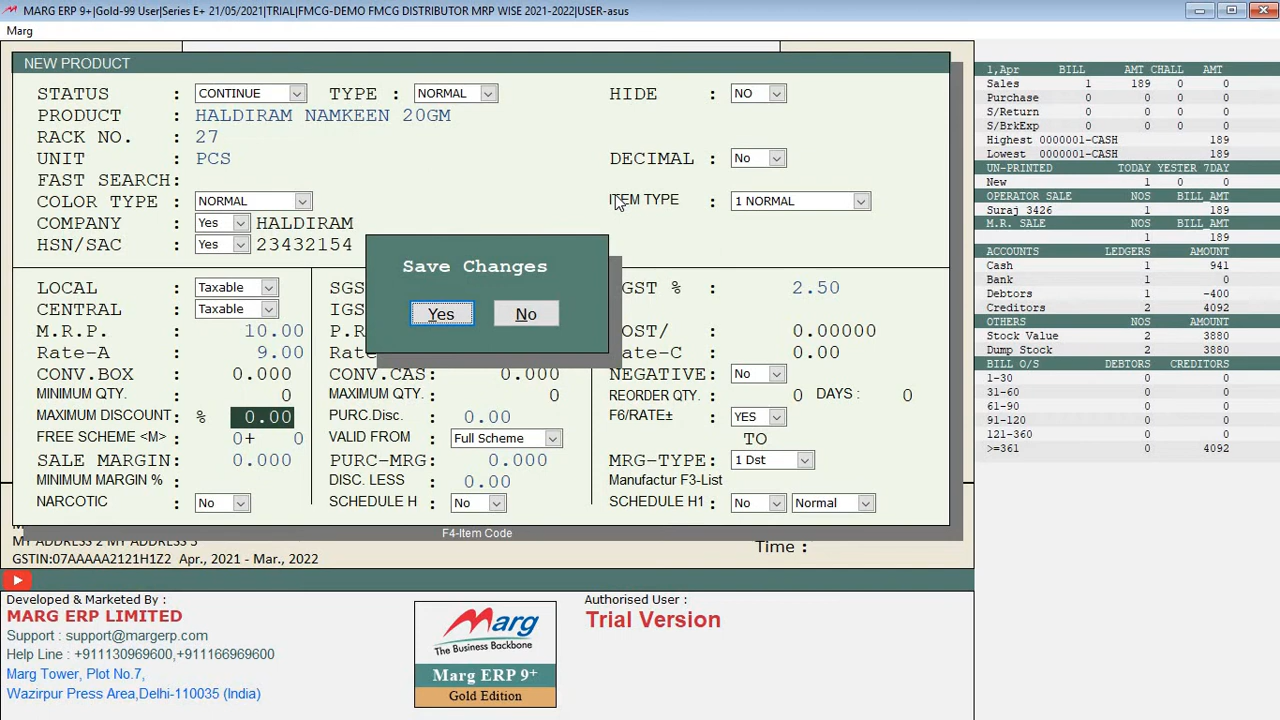 MARG ERP 9+|Gold-99 User|Series E+ 21/05/2021|TRIAL|FMCG-DEMO FMCG DISTRIBUTOR MRP WISE 2021-2022|USER-asus
Marg
NEW PRODUCT
STATUS : CONTINUE TYPE : NORMAL HIDE : NO
PRODUCT : HALDIRAM NAMKEEN 20GM
RACK NO. : 27
UNIT : PCS DECIMAL : No
FAST SEARCH:
COLOR TYPE : NORMAL ITEM TYPE : 1 NORMAL
COMPANY : Yes HALDIRAM
HSN/SAC : Yes 23432154
Save Changes
Yes No
LOCAL : Taxable GST % : 2.50
CENTRAL : Taxable
M.R.P. : 10.00 0.00000
Rate-A : 9.00 0.00
CONV.BOX : 0.000 CONV.CAS: 0.000 NEGATIVE: No
MINIMUM QTY. : 0 MAXIMUM QTY. : 0 REORDER QTY. : 0 DAYS : 0
MAXIMUM DISCOUNT : % 0.00 PURC.Disc. : 0.00 F6/RATE± : YES
FREE SCHEME <M> : 0+ 0 VALID FROM : Full Scheme TO
SALE MARGIN: 0.000 PURC-MRG: 0.000 MRG-TYPE: 1 Dst
MINIMUM MARGIN % : DISC. LESS : 0.00 Manufactur F3-List
NARCOTIC : No SCHEDULE H : No SCHEDULE H1 : No Normal
F4-Item Code
MY ADDRESS 2 MY ADDRESS 3
GSTIN:07AAAAA2121H1Z2 Apr., 2021 - Mar., 2022 Time :
Developed & Marketed By :
MARG ERP LIMITED
Support : support@margerp.com
Help Line : +911130969600,+911166969600
Marg Tower, Plot No.7,
Wazirpur Press Area,Delhi-110035 (India)
Marg
The Business Backbone
Marg ERP 9+
Gold Edition
Authorised User :
Trial Version
1,Apr BILL AMT CHALL AMT
Sales 1 189 0 0
Purchase 0 0 0 0
S/Return 0 0 0 0
S/BrkExp 0 0 0 0
Highest 0000001-CASH 189
Lowest 0000001-CASH 189
UN-PRINTED TODAY YESTER 7DAY
New 1 0 0
OPERATOR SALE NOS BILL_AMT
Suraj 3426 1 189
M.R. SALE NOS BILL_AMT
1 189
ACCOUNTS LEDGERS AMOUNT
Cash 1 941
Bank 1 0
Debtors 1 -400
Creditors 2 4092
OTHERS NOS AMOUNT
Stock Value 2 3880
Dump Stock 2 3880
BILL O/S DEBTORS CREDITORS
1-30 0 0
31-60 0 0
61-90 0 0
91-120 0 0
121-360 0 0
>=361 0 4092